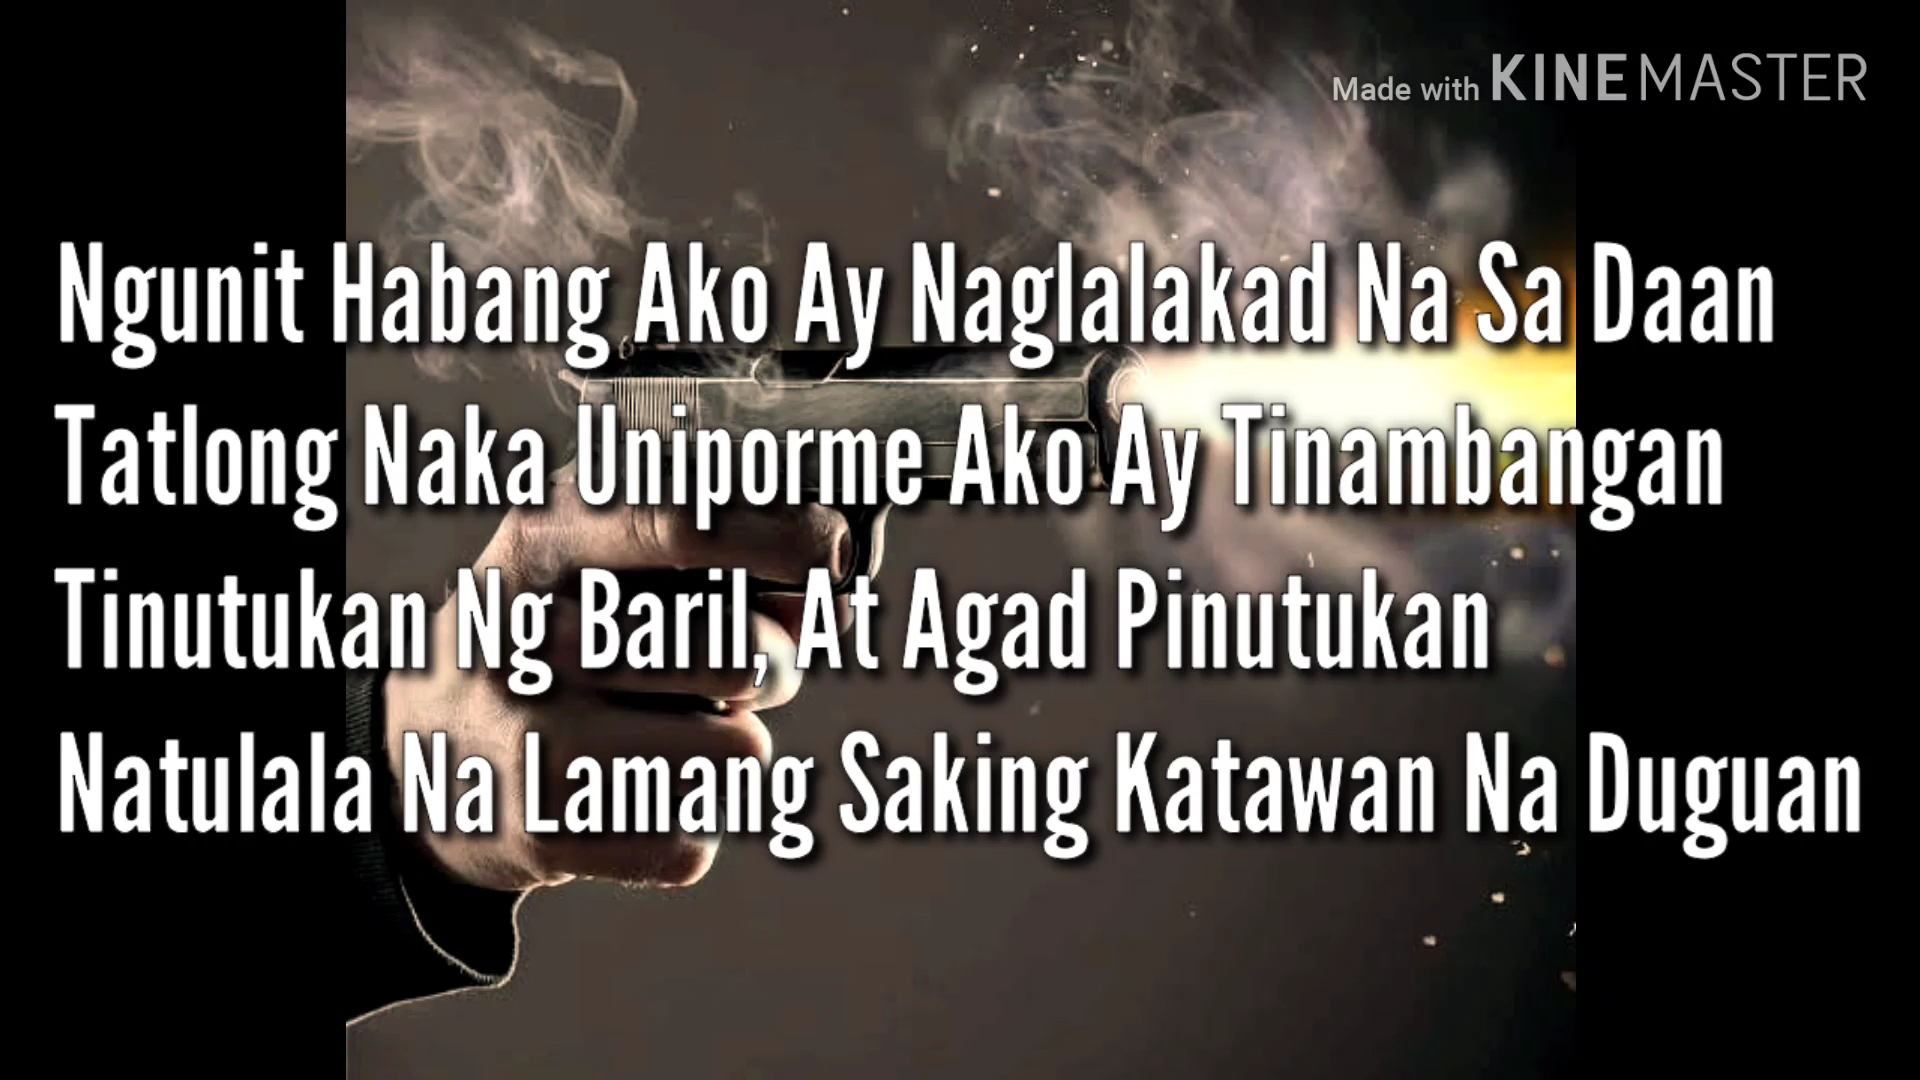 Made with KINEMASTER
Ngunit Habang Ako Ay Naglalakad Na Sa Daan
Tatlong Naka Uniporme Ako Ay Tinambangan
Tinutukan Ng Baril, At Agad Pinutukan
Natulala Na Lamang Saking Katawan Na Duguan